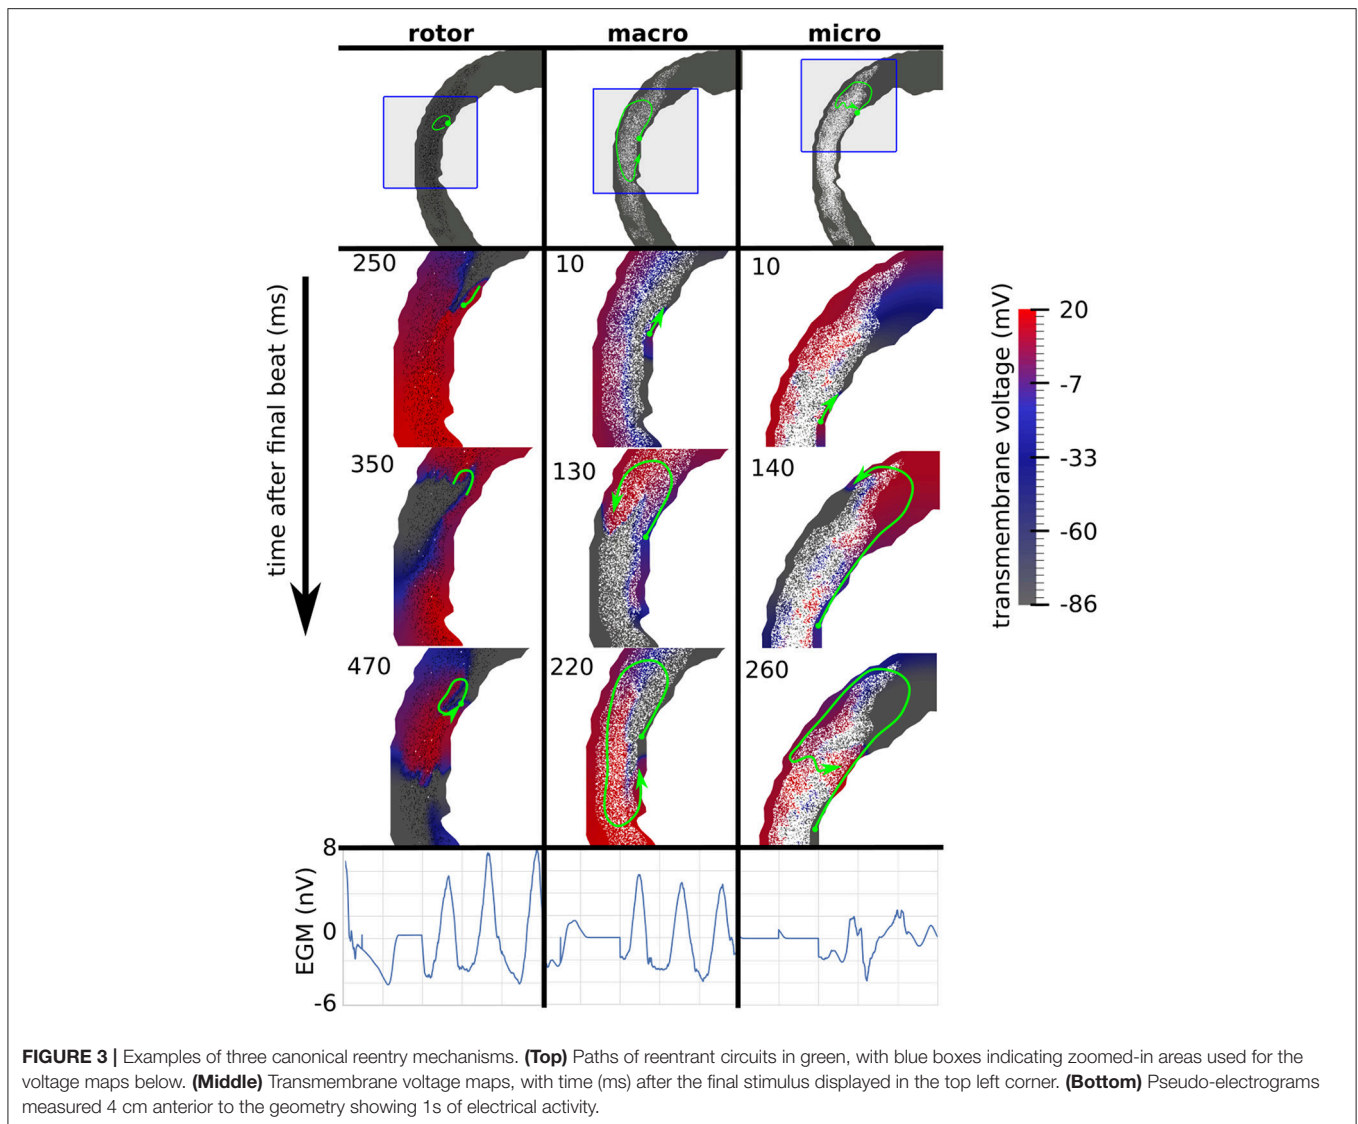 rotor macro micro
250 10 10
350 130 140
470 220 260
time after final beat (ms)
20
-7
-33
-60
-86
transmembrane voltage (mV)
8
0
-6
EGM (nV)
FIGURE 3 | Examples of three canonical reentry mechanisms. (Top) Paths of reentrant circuits in green, with blue boxes indicating zoomed-in areas used for the
voltage maps below. (Middle) Transmembrane voltage maps, with time (ms) after the final stimulus displayed in the top left corner. (Bottom) Pseudo-electrograms
measured 4 cm anterior to the geometry showing 1s of electrical activity.